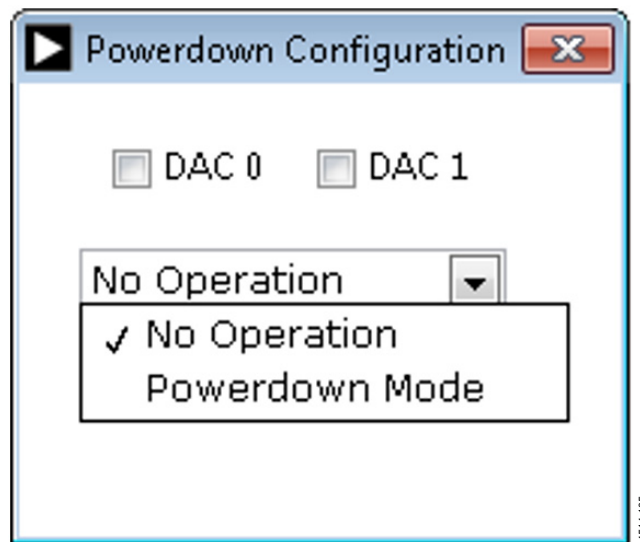 Powerdown Configuration
DAC 0 DAC 1
No Operation
✓ No Operation
Powerdown Mode